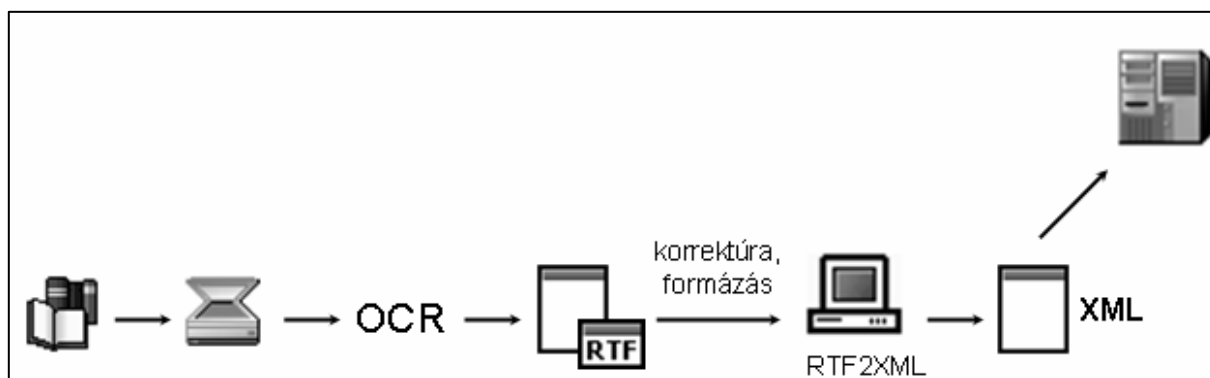 korrektúra,
formázás
OCR
RTF
RTF2XML
XML